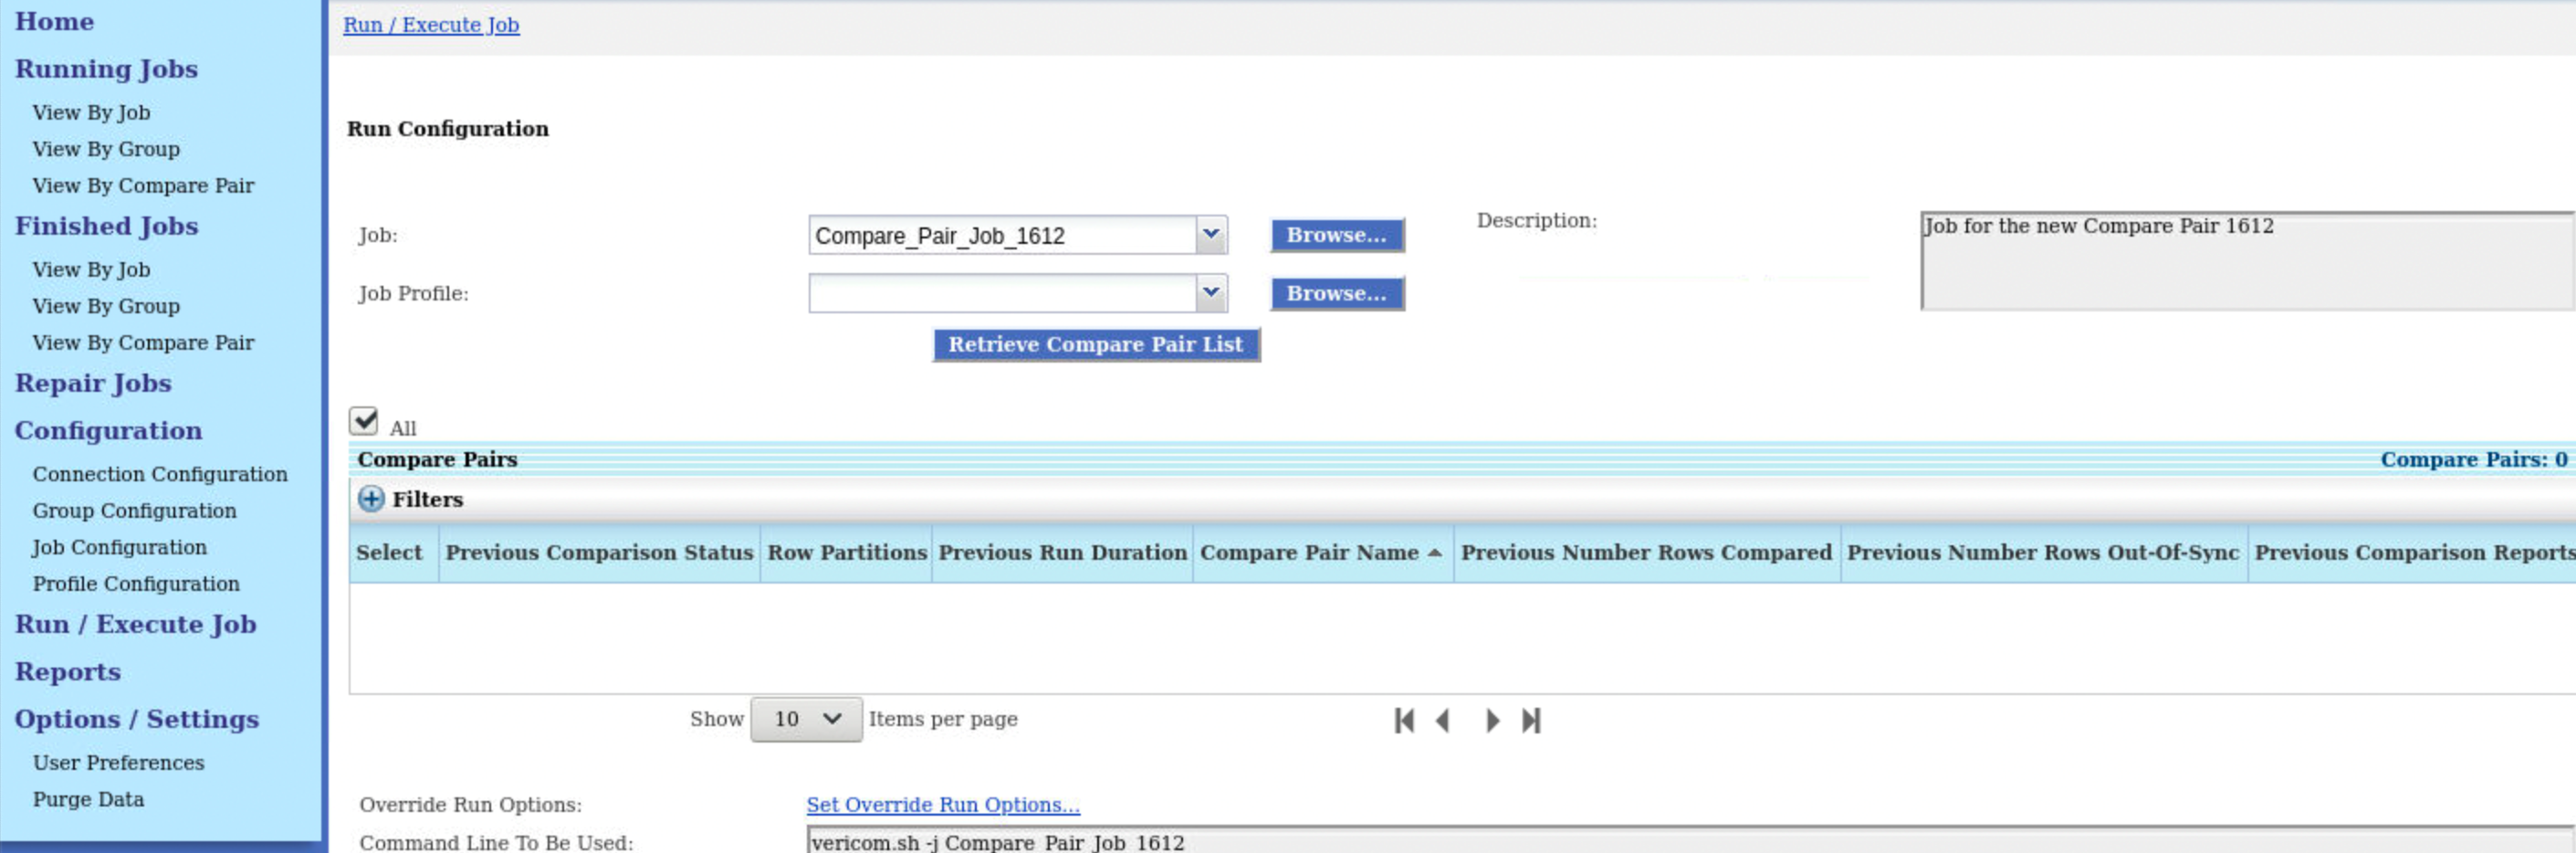 Home
Running Jobs
View By Job
View By Group
View By Compare Pair
Finished Jobs
View By Job
View By Group
View By Compare Pair
Repair Jobs
Configuration
Connection Configuration
Group Configuration
Job Configuration
Profile Configuration
Run / Execute Job
Reports
Options / Settings
User Preferences
Purge Data
Run / Execute Job
Run Configuration
Job: Compare_Pair_Job_1612 Browse... Description: Job for the new Compare Pair 1612
Job Profile: Browse...
Retrieve Compare Pair List
All
Compare Pairs Compare Pairs: 0
Filters
Select Previous Comparison Status Row Partitions Previous Run Duration Compare Pair Name Previous Number Rows Compared Previous Number Rows Out-Of-Sync Previous Comparison Reports
Show 10 Items per page
Override Run Options: Set Override Run Options...
Command Line To Be Used: vericom.sh -j Compare_Pair_Job_1612